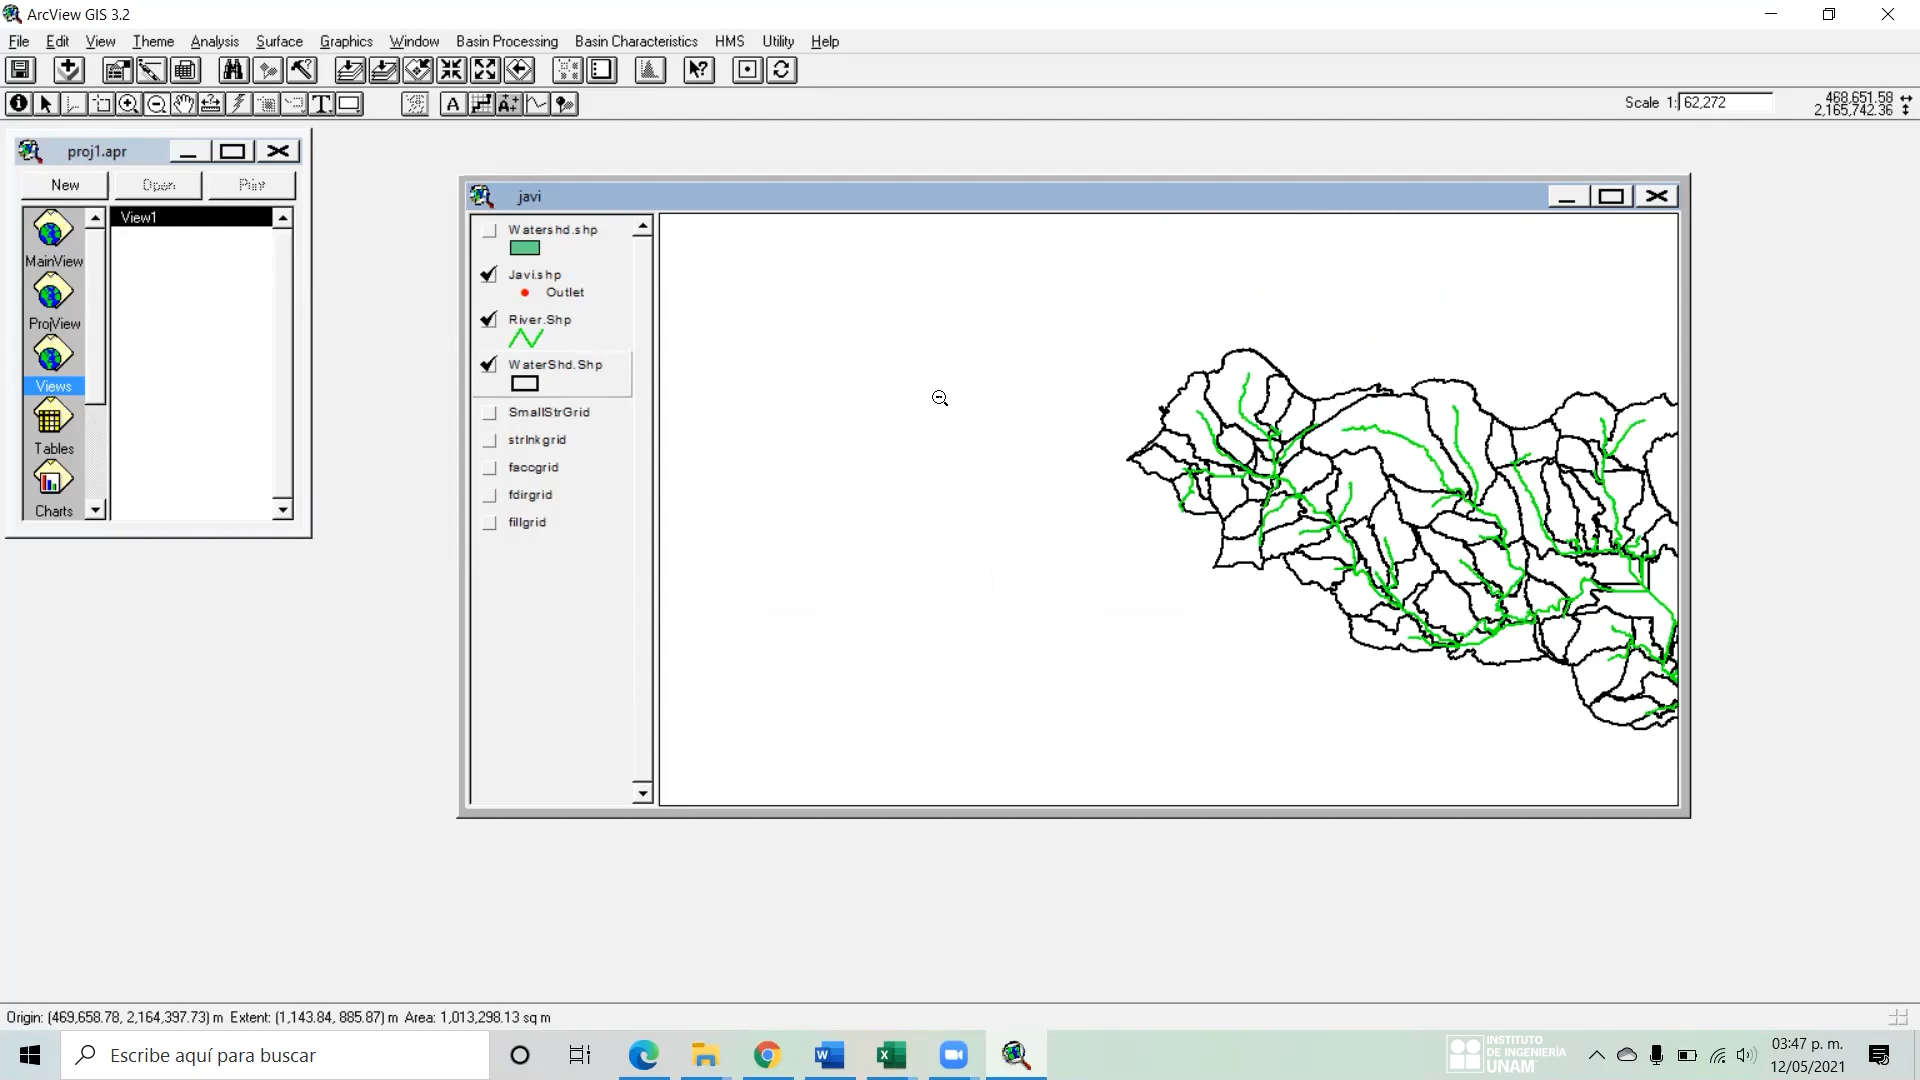 ArcView GIS 3.2
File Edit View Theme Analysis Surface Graphics Window Basin Processing Basin Characteristics HMS Utility Help
Scale 1: 62,272
468,651.58
2,165,742.36
proj1.apr
New Open Print
View1
MainView
ProjView
Views
Tables
Charts
javi
Watershd.shp
Javi.shp
Outlet
River.Shp
WaterShd.Shp
SmallStrGrid
strlnkgrid
faccgrid
fdirgrid
fillgrid
Origin: (469,658.78, 2,164,397.73) m Extent: (1,143.84, 885.87) m Area: 1,013,298.13 sq m
Escribe aquí para buscar
INSTITUTO
DE INGENIERÍA
UNAM
03:47 p. m.
12/05/2021